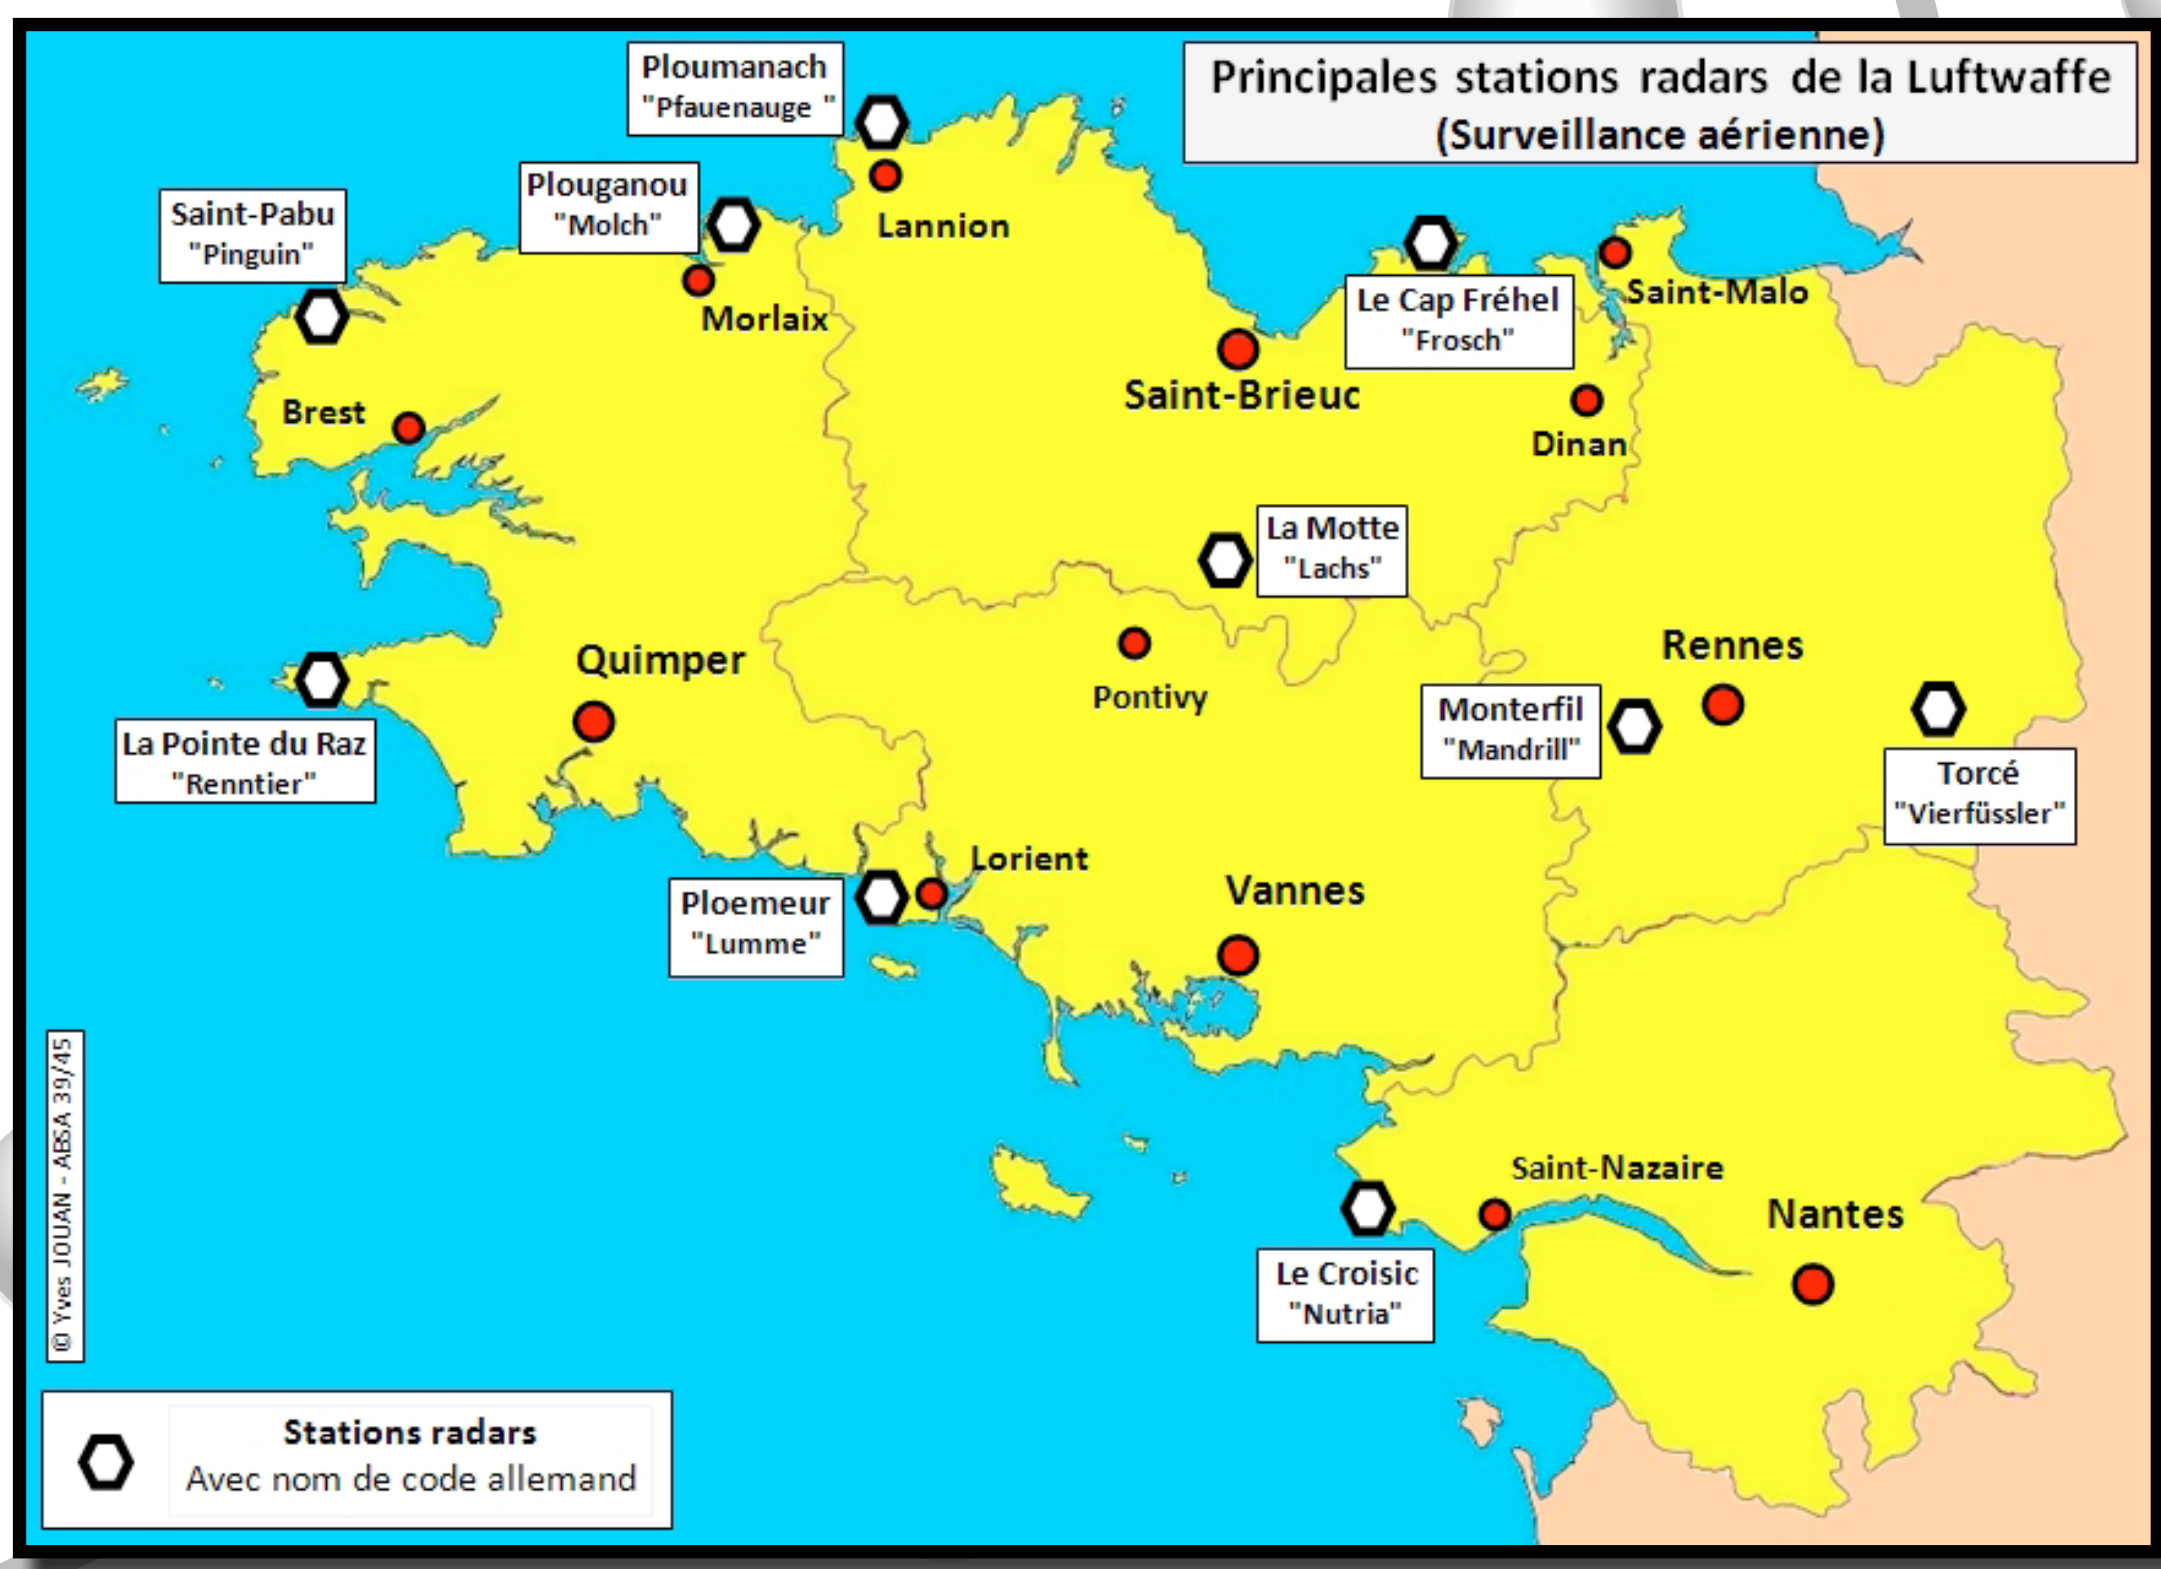 Principales stations radars de la Luftwaffe
(Surveillance aérienne)
Ploumanach
"Pfauenauge "
Plouganou
"Molch"
Saint-Pabu
"Pinguin"
Lannion
Morlaix
Le Cap Fréhel
"Frosch"
Saint-Malo
Brest
Saint-Brieuc
Dinan
La Motte
"Lachs"
Quimper
Pontivy
Rennes
Monterfil
"Mandrill"
La Pointe du Raz
"Renntier"
Torcé
"Vierfüssler"
Lorient
Ploemeur
"Lumme"
Vannes
Saint-Nazaire
Nantes
Le Croisic
"Nutria"
© Yves JOUAN - ABSA 39/45
Stations radars
Avec nom de code allemand